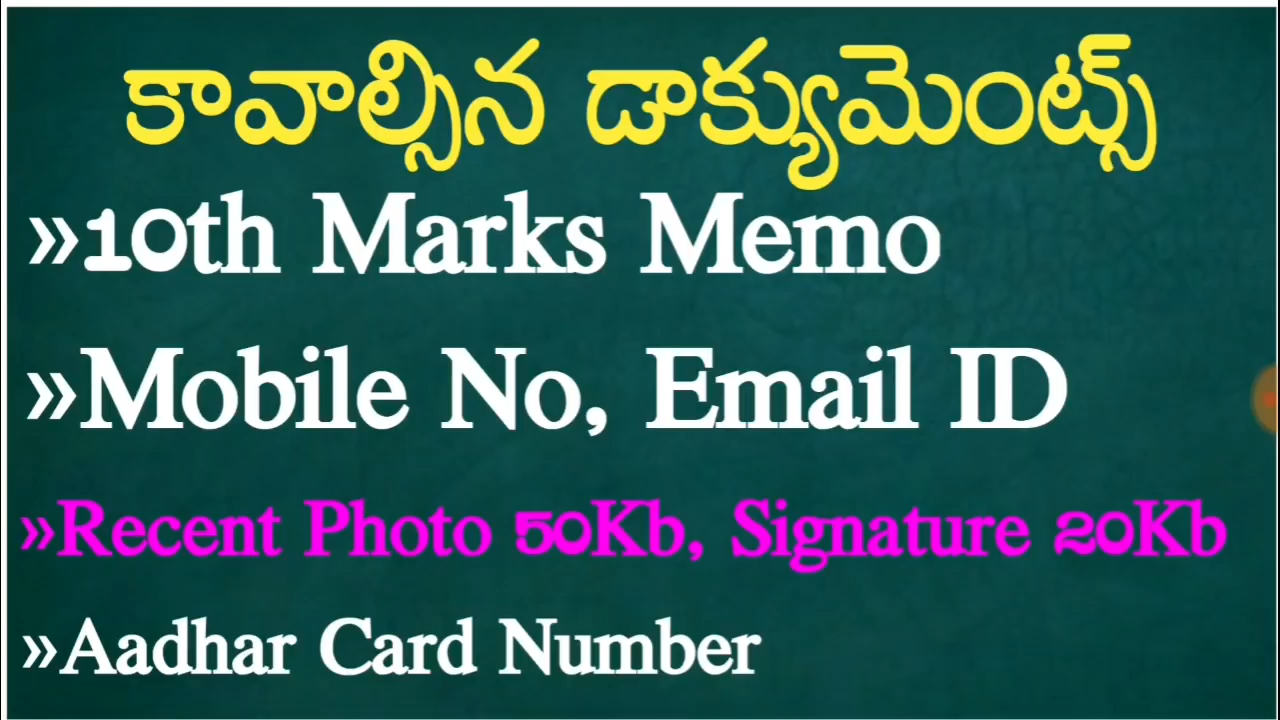 కావాల్సిన డాక్యుమెంట్స్
»10th Marks Memo
»Mobile No, Email ID
»Recent Photo 50Kb, Signature 20Kb
»Aadhar Card Number